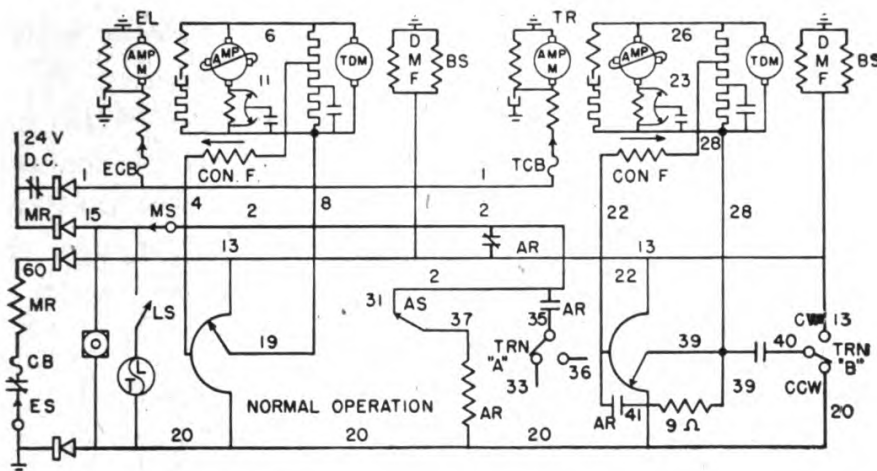 EL 6 TR 26
AMP M AMP TDM DMF BS AMP M AMP TDM DMF BS
11 23
24 V
D.C.
ECB CON. F. TCB CON F 28
1 1
4 8 22 28
MR 15 MS 2 2
AR
60 13 13
2 22
MR LS 31 AS 37 AR
35
CW 13
CB 19 TRN "A" 39 40 TRN "B"
33 36
ES LT 39 CCW
NORMAL OPERATION AR AR 41 9 Ω 20
20 20 20